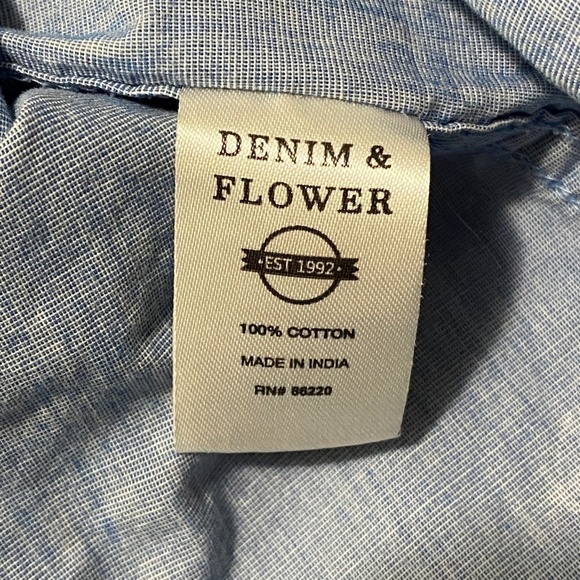 DENIM &
FLOWER
EST 1992
100% COTTON
MADE IN INDIA
RN# 86220